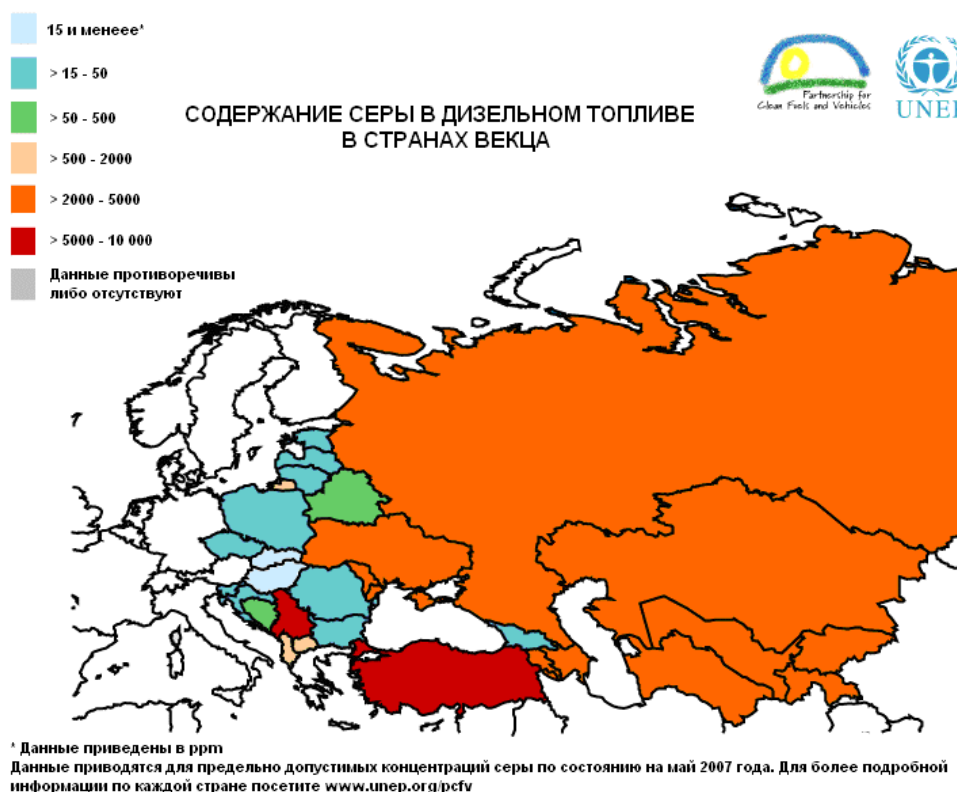 15 и менеее*
> 15 - 50
> 50 - 500
> 500 - 2000
> 2000 - 5000
> 5000 - 10 000
Данные противоречивы
либо отсутствуют
СОДЕРЖАНИЕ СЕРЫ В ДИЗЕЛЬНОМ ТОПЛИВЕ
В СТРАНАХ ВЕКЦА
Partnership for
Clean Fuels and Vehicles
UNEP
* Данные приведены в ppm
Данные приводятся для предельно допустимых концентраций серы по состоянию на май 2007 года. Для более подробной
информации по каждой стране посетите www.unep.org/pcfv